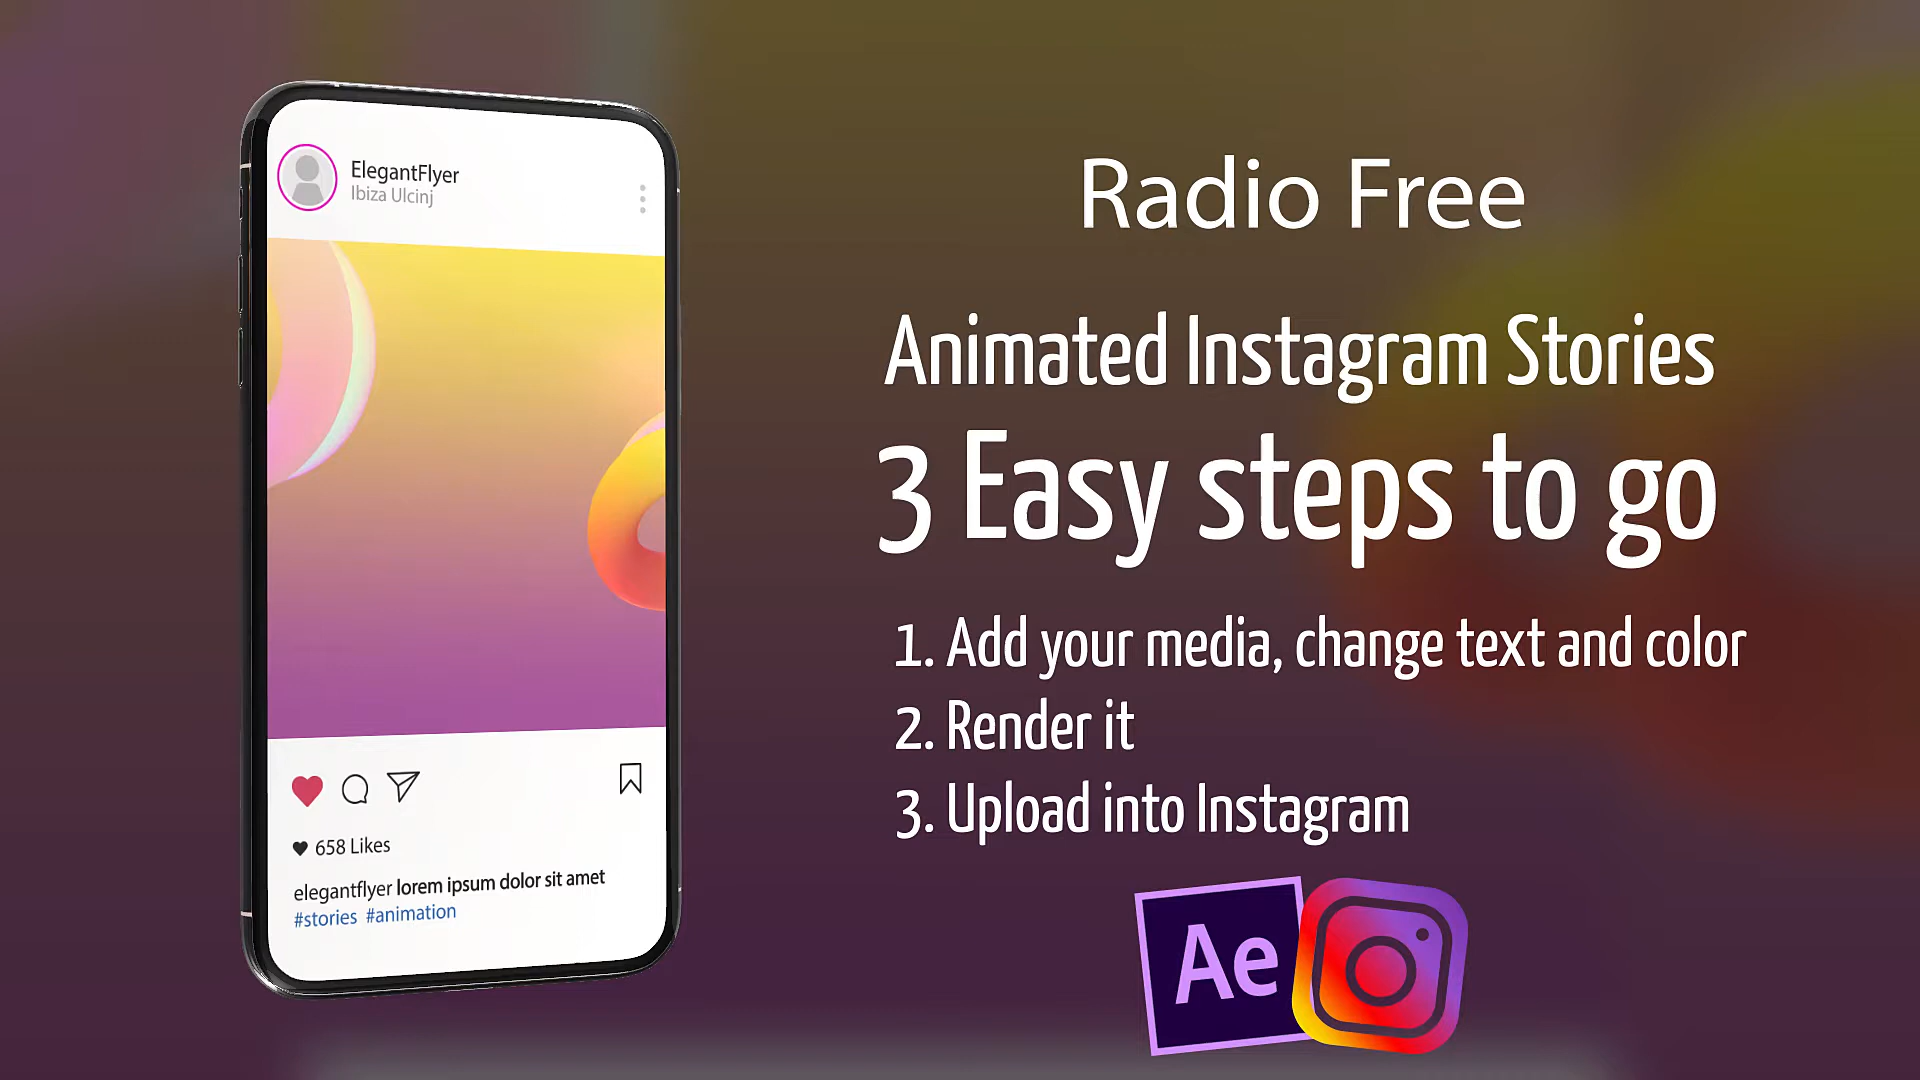 ElegantFlyer
Ibiza Ulcinj
658 Likes
elegantflyer lorem ipsum dolor sit amet
#stories #animation
Radio Free
Animated Instagram Stories
3 Easy steps to go
1. Add your media, change text and color
2. Render it
3. Upload into Instagram
Ae